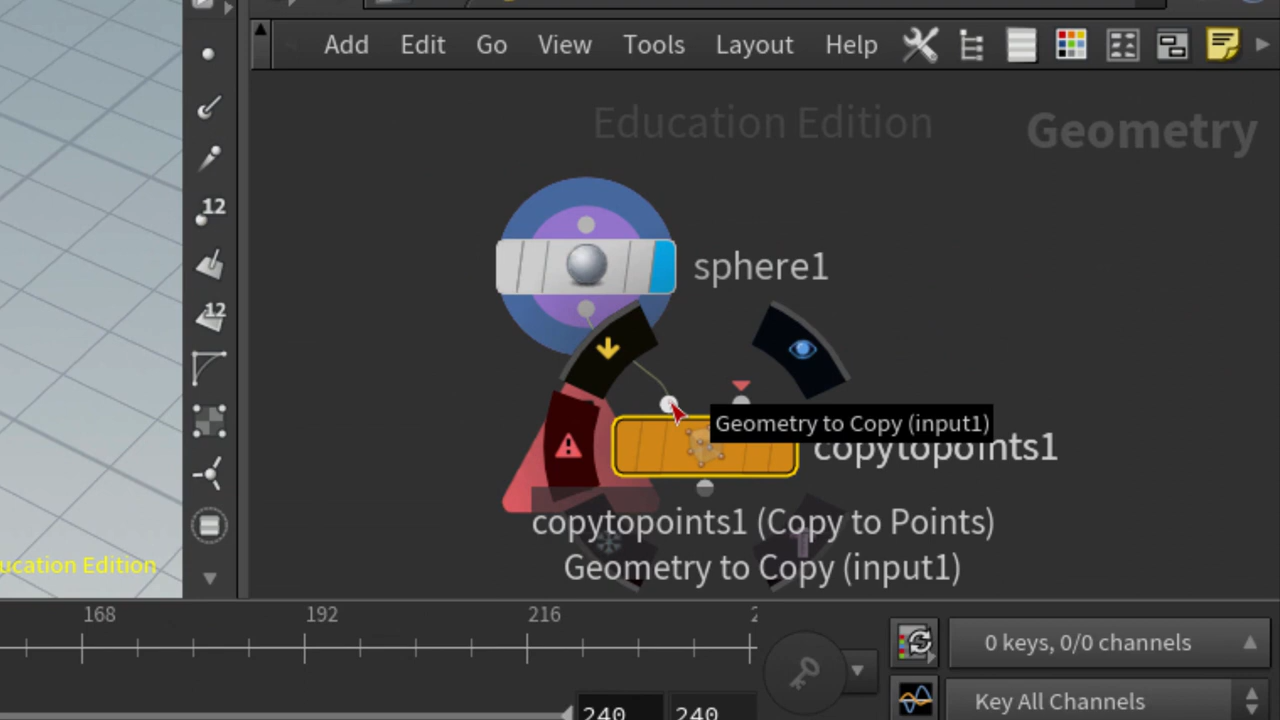 Add Edit Go View Tools Layout Help
Education Edition
Geometry
12
sphere1
12
Geometry to Copy (input1)
copytopoints1
copytopoints1 (Copy to Points)
Geometry to Copy (input1)
ucation Edition
168 192 216 2
0 keys, 0/0 channels
240 240
Key All Channels